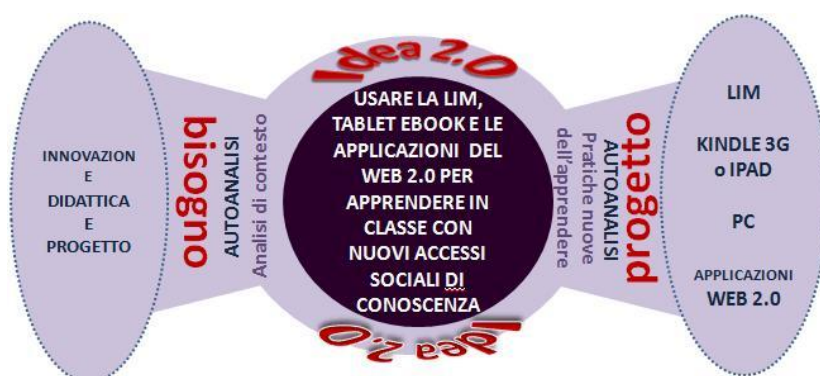 INNOVAZION
E
DIDATTICA
E
PROGETTO
bisogno
AUTOANALISI
Analisi di contesto
Idea 2.0
USARE LA LIM,
TABLET EBOOK E LE
APPLICAZIONI DEL
WEB 2.0 PER
APPRENDERE IN
CLASSE CON
NUOVI ACCESSI
SOCIALI DI
CONOSCENZA
Idea 2.0
Pratiche nuove
dell'apprendere
AUTOANALISI
progetto
LIM
KINDLE 3G
o IPAD
PC
APPLICAZIONI
WEB 2.0